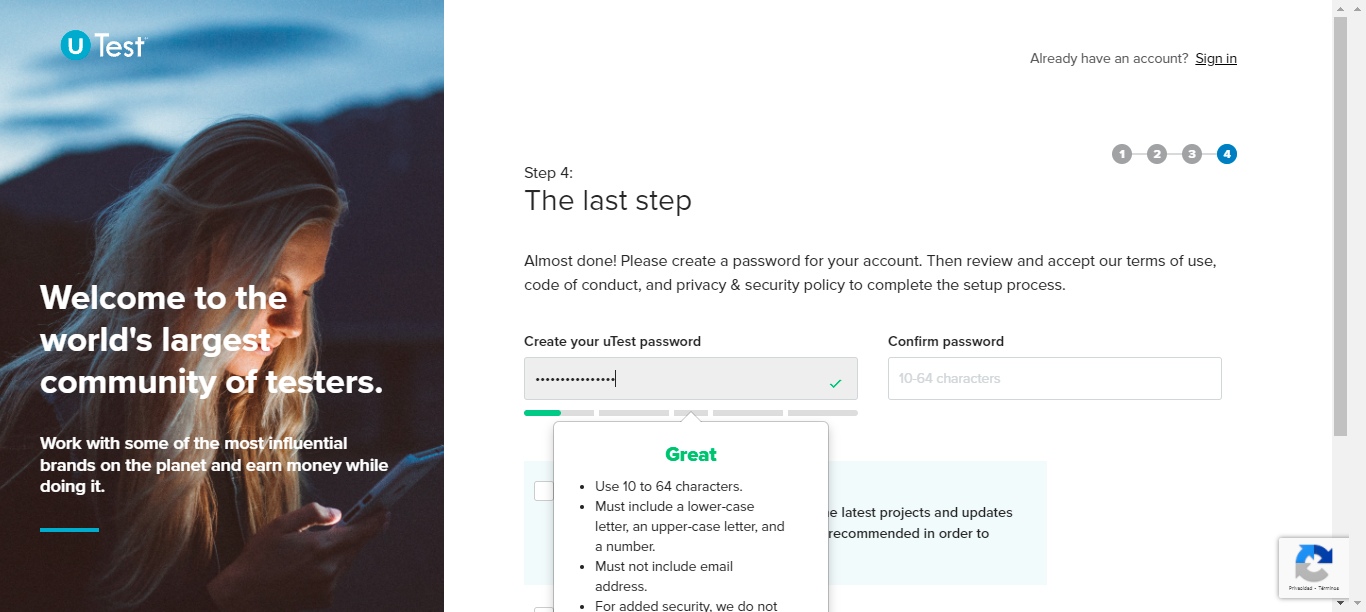 U Test
Welcome to the
world's largest
community of testers.
Work with some of the most influential
brands on the planet and earn money while
doing it.
Already have an account? Sign in
1 2 3 4
Step 4:
The last step
Almost done! Please create a password for your account. Then review and accept our terms of use,
code of conduct, and privacy & security policy to complete the setup process.
Create your uTest password
Confirm password
••••••••••••••••
10-64 characters
Great
• Use 10 to 64 characters.
• Must include a lower-case
letter, an upper-case letter, and
a number.
• Must not include email
address.
• For added security, we do not
latest projects and updates
recommended in order to
Privacidad - Términos